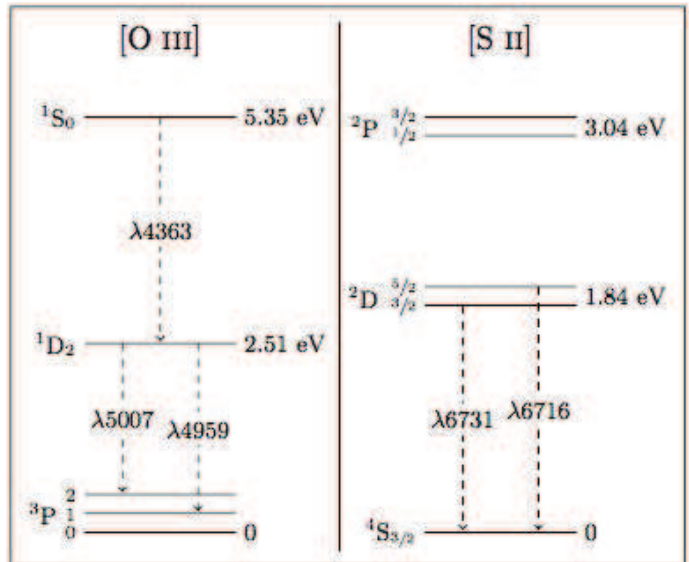 [O III]
¹S₀ 5.35 eV
λ4363
¹D₂ 2.51 eV
λ5007 λ4959
2
³P 1
0 0
[S II]
²P 3/2
1/2 3.04 eV
²D 5/2
3/2 1.84 eV
λ6731 λ6716
⁴S₃/₂ 0